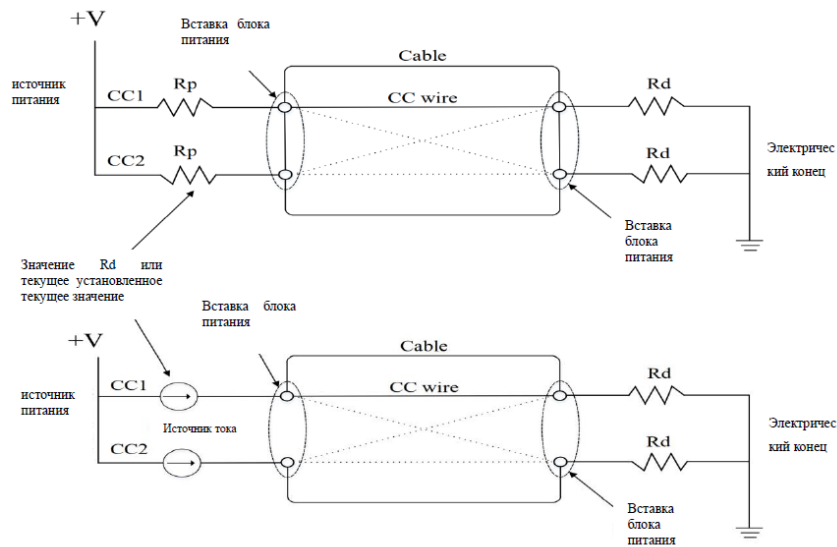 +V
Вставка блока
питания
Cable
источник
питания
CC1
Rp
CC wire
Rd
CC2
Rp
Rd
Электричес
кий конец
Вставка
блока
питания
Значение Rd или
текущее установленное
текущее значение
Вставка блока
питания
+V
Cable
CC1
CC wire
Rd
источник
питания
Источник тока
CC2
Rd
Электричес
кий конец
Вставка
блока
питания